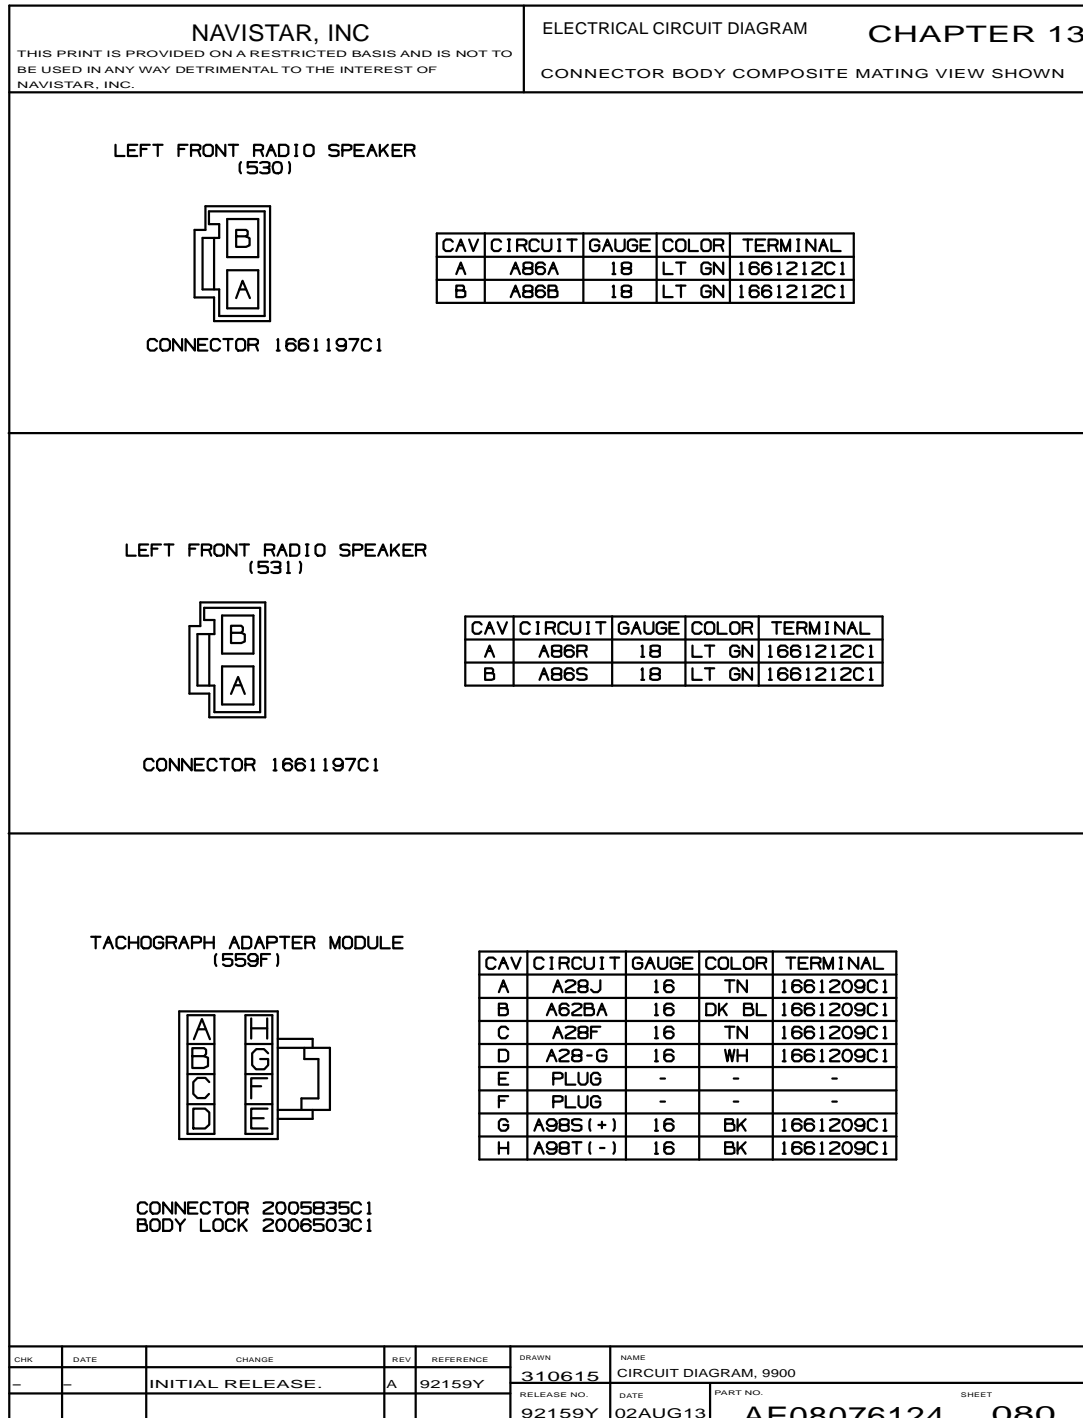 NAVISTAR, INC
THIS PRINT IS PROVIDED ON A RESTRICTED BASIS AND IS NOT TO
BE USED IN ANY WAY DETRIMENTAL TO THE INTEREST OF
NAVISTAR, INC.
ELECTRICAL CIRCUIT DIAGRAM CHAPTER 13
CONNECTOR BODY COMPOSITE MATING VIEW SHOWN
LEFT FRONT RADIO SPEAKER
(530)
B
A
CONNECTOR 1661197C1
CAV CIRCUIT GAUGE COLOR TERMINAL
A A86A 18 LT GN 1661212C1
B A86B 18 LT GN 1661212C1
LEFT FRONT RADIO SPEAKER
(531)
B
A
CONNECTOR 1661197C1
CAV CIRCUIT GAUGE COLOR TERMINAL
A A86R 18 LT GN 1661212C1
B A86S 18 LT GN 1661212C1
TACHOGRAPH ADAPTER MODULE
(559F)
A H
B G
C F
D E
CONNECTOR 2005835C1
BODY LOCK 2006503C1
CAV CIRCUIT GAUGE COLOR TERMINAL
A A28J 16 TN 1661209C1
B A62BA 16 DK BL 1661209C1
C A28F 16 TN 1661209C1
D A28-G 16 WH 1661209C1
E PLUG - - -
F PLUG - - -
G A98S(+) 16 BK 1661209C1
H A98T(-) 16 BK 1661209C1
CHK DATE CHANGE REV REFERENCE
– – INITIAL RELEASE. A 92159Y
DRAWN
310615
NAME
CIRCUIT DIAGRAM, 9900
RELEASE NO.
92159Y
DATE
02AUG13
PART NO.
AE08076124
SHEET
080